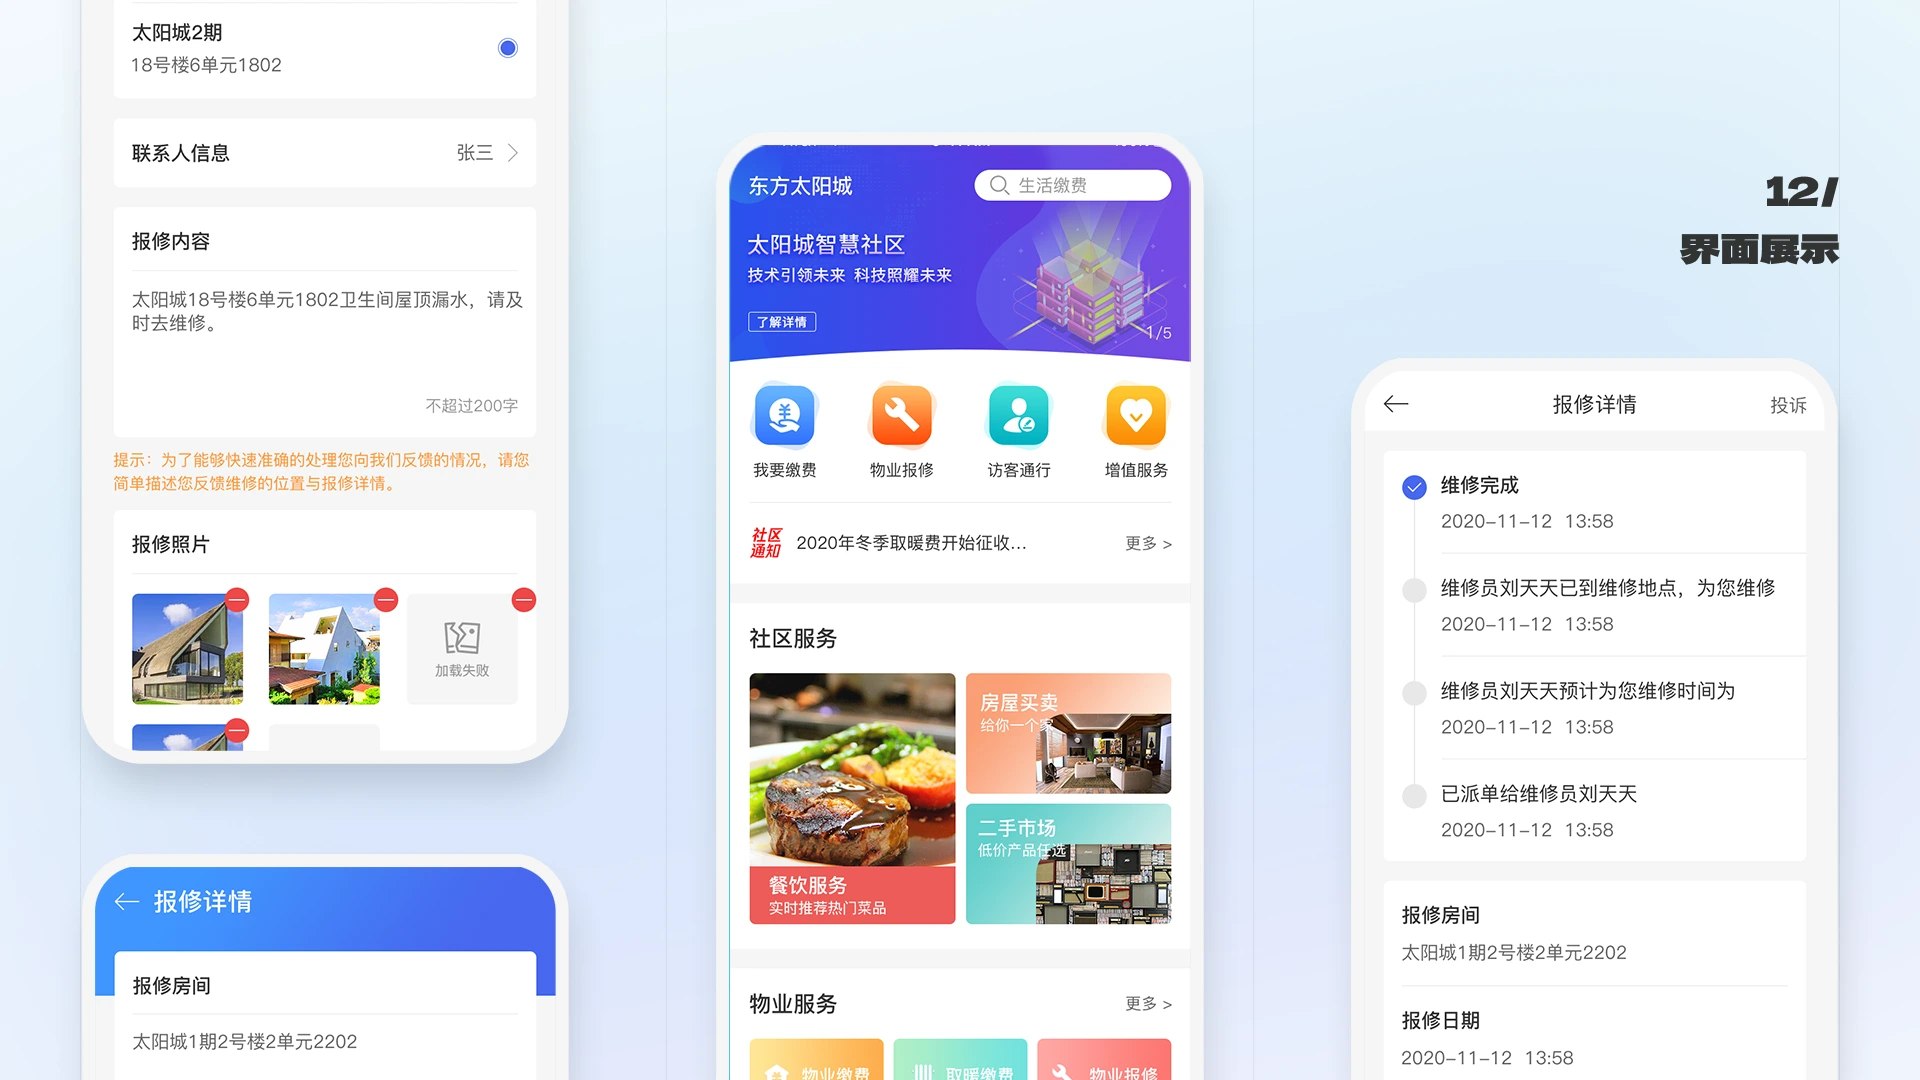 太阳城2期
18号楼6单元1802
联系人信息
张三
报修内容
太阳城18号楼6单元1802卫生间屋顶漏水，请及
时去维修。
不超过200字
提示：为了能够快速准确的处理您向我们反馈的情况，请您
简单描述您反馈维修的位置与报修详情。
报修照片
加载失败
报修详情
报修房间
太阳城1期2号楼2单元2202
东方太阳城
生活缴费
太阳城智慧社区
技术引领未来 科技照耀未来
了解详情
1/5
我要缴费
物业报修
访客通行
增值服务
社区
通知
2020年冬季取暖费开始征收...
更多 >
社区服务
餐饮服务
实时推荐热门菜品
房屋买卖
给你一个家
二手市场
低价产品任选
物业服务
更多 >
物业缴费
取暖缴费
物业报修
12/
界面展示
报修详情
投诉
维修完成
2020-11-12 13:58
维修员刘天天已到维修地点，为您维修
2020-11-12 13:58
维修员刘天天预计为您维修时间为
2020-11-12 13:58
已派单给维修员刘天天
2020-11-12 13:58
报修房间
太阳城1期2号楼2单元2202
报修日期
2020-11-12 13:58